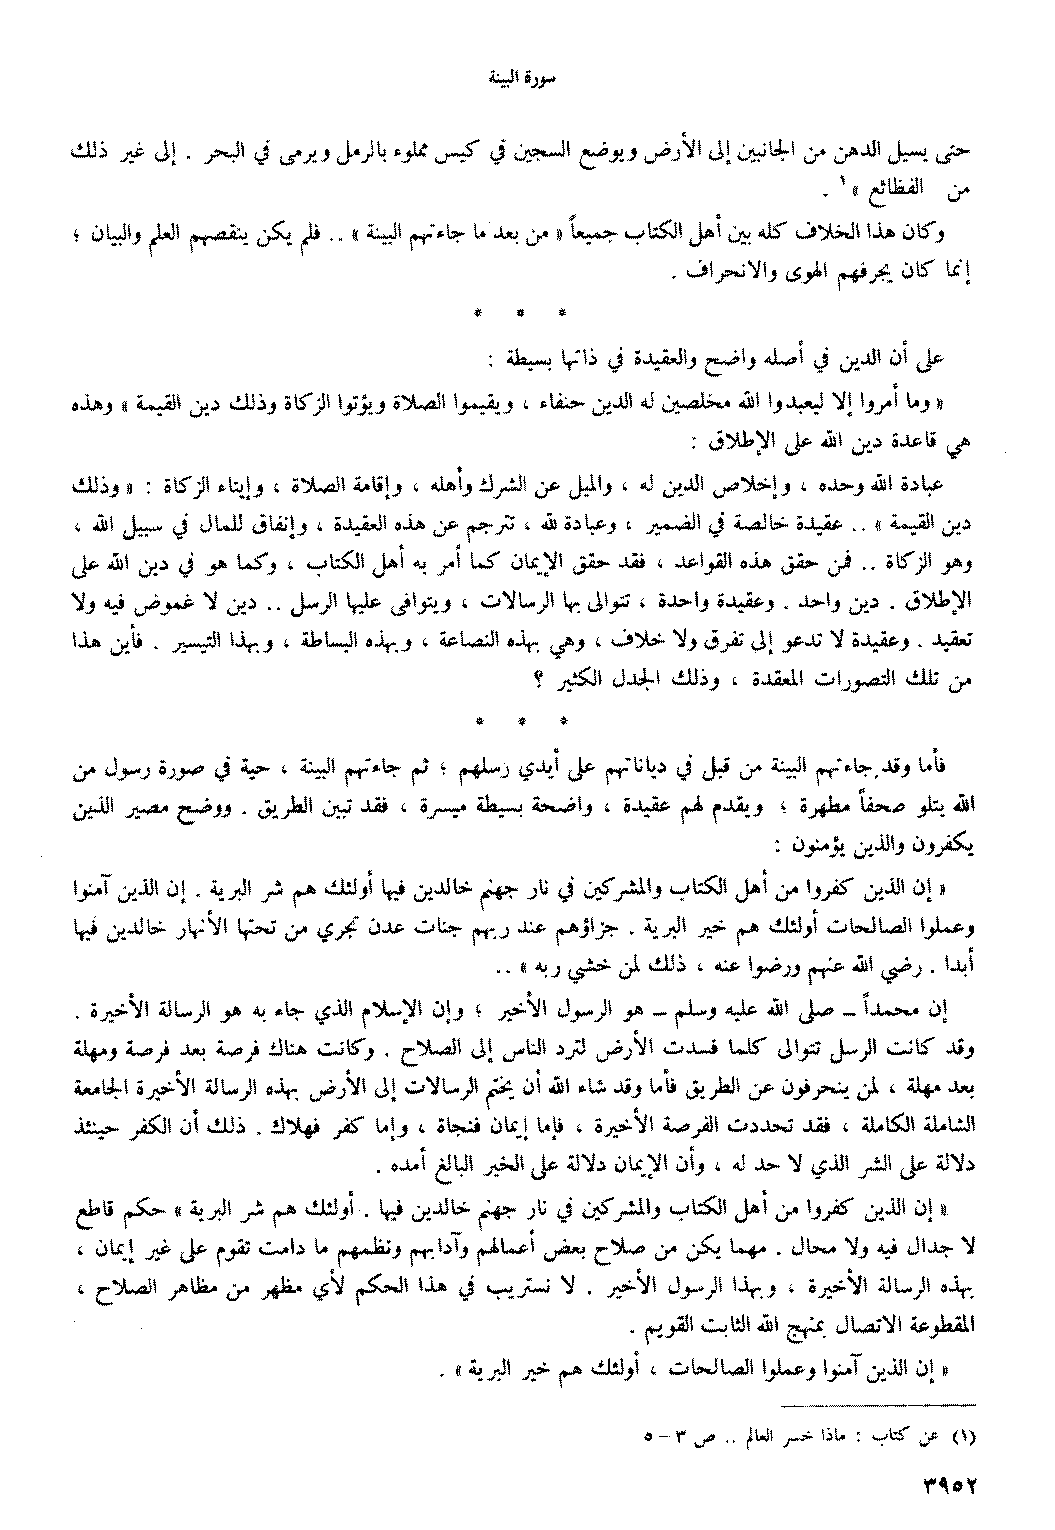 سورة البينة
حتى يسيل الدهن من الجانبين إلى الأرض ويوضع السجين في كيس مملوء بالرمل ويرمى في البحر . إلى غير ذلك
من الفظائع »١ .
وكان هذا الخلاف كله بين أهل الكتاب جميعاً « من بعد ما جاءتهم البينة » .. فلم يكن ينقصهم العلم والبيان ؛
إنما كان يجرفهم الهوى والانحراف .
* * *
على أن الدين في أصله واضح والعقيدة في ذاتها بسيطة :
« وما أمروا إلا ليعبدوا الله مخلصين له الدين حنفاء ، ويقيموا الصلاة ويؤتوا الزكاة وذلك دين القيمة » وهذه
هي قاعدة دين الله على الإطلاق :
عبادة الله وحده ، وإخلاص الدين له ، والميل عن الشرك وأهله ، وإقامة الصلاة ، وإيتاء الزكاة : « وذلك
دين القيمة » .. عقيدة خالصة في الضمير ، وعبادة لله ، تترجم عن هذه العقيدة ، وإنفاق للمال في سبيل الله ،
وهو الزكاة .. فمن حقق هذه القواعد ، فقد حقق الإيمان كما أمر به أهل الكتاب ، وكما هو في دين الله على
الإطلاق . دين واحد . وعقيدة واحدة ، تتوالى بها الرسالات ، ويتوافى عليها الرسل .. دين لا غموض فيه ولا
تعقيد . وعقيدة لا تدعو إلى تفرق ولا خلاف ، وهي بهذه النصاعة ، وبهذه البساطة ، وبهذا التيسير . فأين هذا
من تلك التصورات المعقدة ، وذلك الجدل الكثير ؟
* * *
فأما وقد جاءتهم البينة من قبل في دياناتهم على أيدي رسلهم ؛ ثم جاءتهم البينة ، حية في صورة رسول من
الله يتلو صحفاً مطهرة ؛ ويقدم لهم عقيدة ، واضحة بسيطة ميسرة ، فقد تبين الطريق . ووضح مصير الذين
يكفرون والذين يؤمنون :
« إن الذين كفروا من أهل الكتاب والمشركين في نار جهنم خالدين فيها أولئك هم شر البرية . إن الذين آمنوا
وعملوا الصالحات أولئك هم خير البرية . جزاؤهم عند ربهم جنات عدن تجري من تحتها الأنهار خالدين فيها
أبدا . رضي الله عنهم ورضوا عنه ، ذلك لمن خشي ربه » ..
إن محمداً ــ صلى الله عليه وسلم ــ هو الرسول الأخير ؛ وإن الإسلام الذي جاء به هو الرسالة الأخيرة .
وقد كانت الرسل تتوالى كلما فسدت الأرض لترد الناس إلى الصلاح . وكانت هناك فرصة بعد فرصة ومهلة
بعد مهلة ، لمن ينحرفون عن الطريق فأما وقد شاء الله أن يختم الرسالات إلى الأرض بهذه الرسالة الأخيرة الجامعة
الشاملة الكاملة ، فقد تحددت الفرصة الأخيرة ، فإما إيمان فنجاة ، وإما كفر فهلاك . ذلك أن الكفر حينئذ
دلالة على الشر الذي لا حد له ، وأن الإيمان دلالة على الخير البالغ أمده .
« إن الذين كفروا من أهل الكتاب والمشركين في نار جهنم خالدين فيها . أولئك هم شر البرية » حكم قاطع
لا جدال فيه ولا محال . مهما يكن من صلاح بعض أعمالهم وآدابهم ونظمهم ما دامت تقوم على غير إيمان ،
بهذه الرسالة الأخيرة ، وبهذا الرسول الأخير . لا نستريب في هذا الحكم لأي مظهر من مظاهر الصلاح ،
المقطوعة الاتصال بمنهج الله الثابت القويم .
« إن الذين آمنوا وعملوا الصالحات ، أولئك هم خير البرية » .
(١) عن كتاب : ماذا خسر العالم .. ص ٣ – ٥
٣٩٥٢